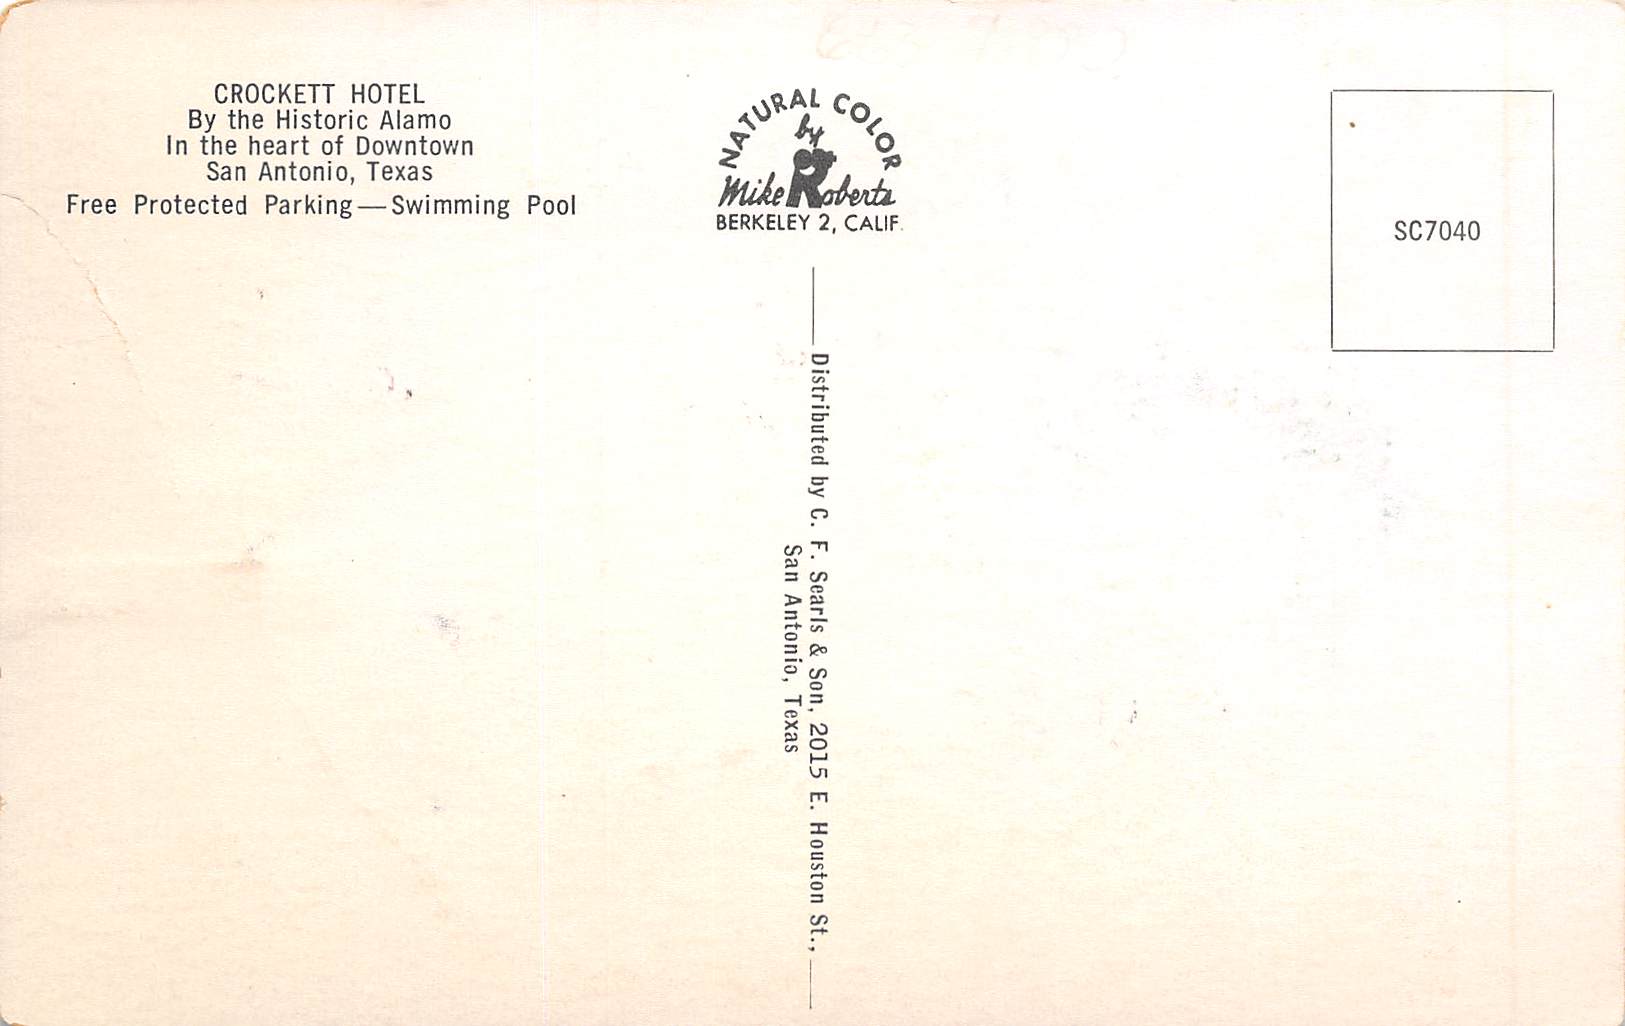 CROCKETT HOTEL
By the Historic Alamo
In the heart of Downtown
San Antonio, Texas
Free Protected Parking—Swimming Pool
NATURAL COLOR
by
Mike Roberts
BERKELEY 2, CALIF.
SC7040
Distributed by C. F. Searls & Son, 2015 E. Houston St.,
San Antonio, Texas